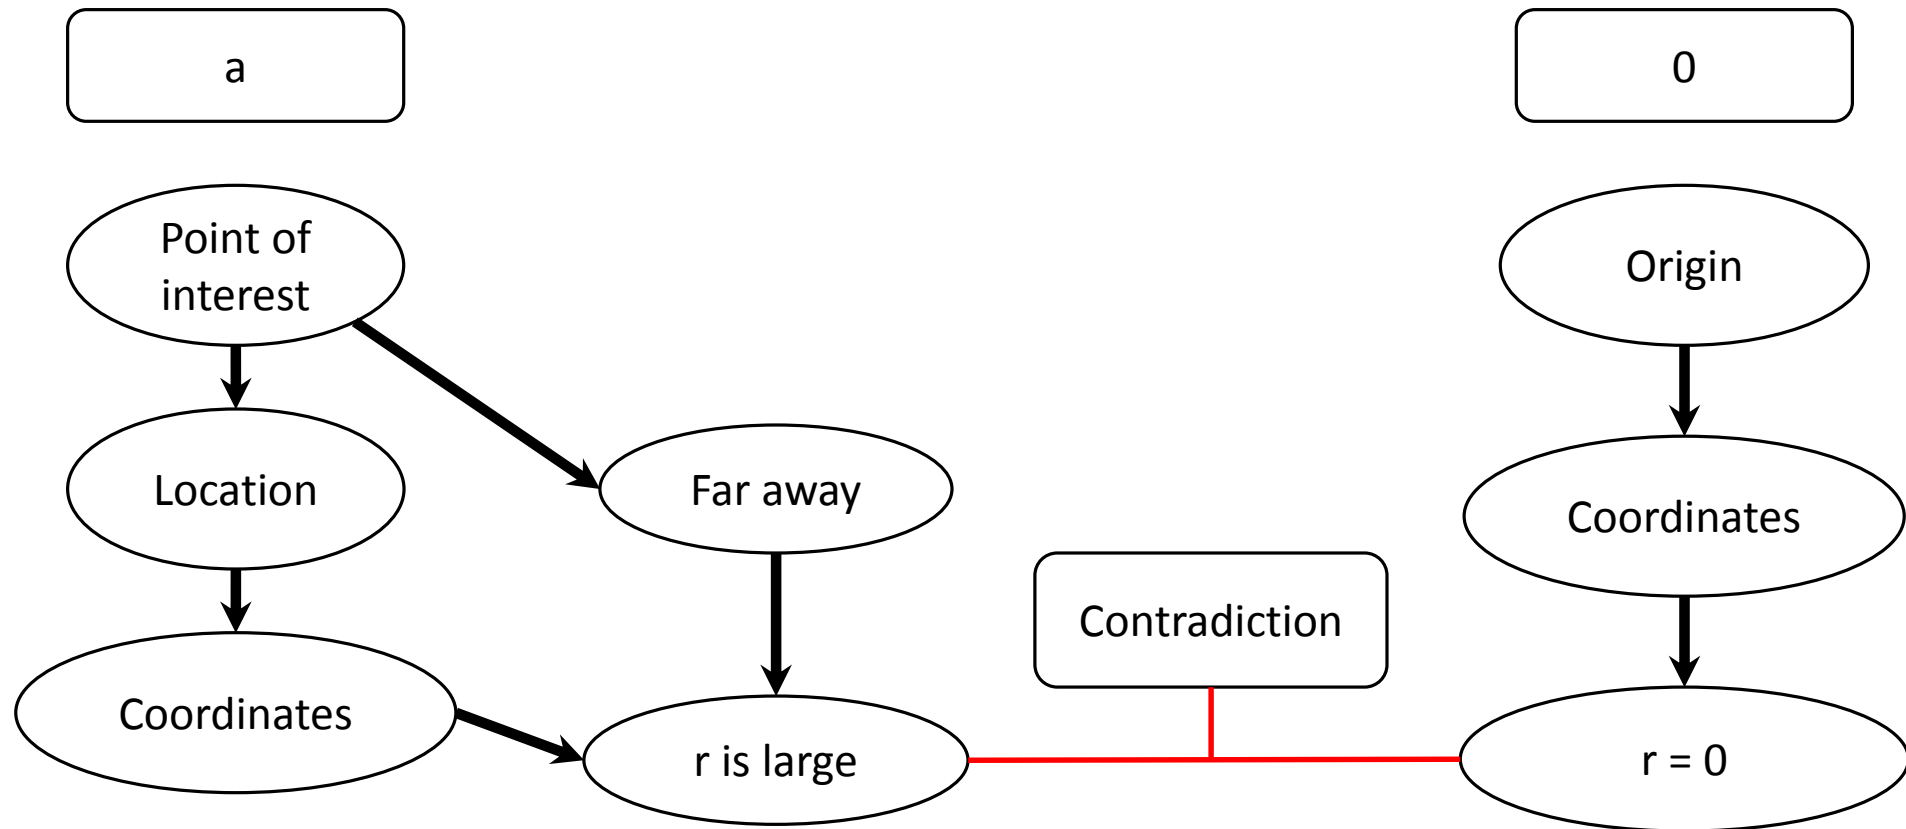 a
0
Point of
interest
Origin
Location
Far away
Coordinates
Contradiction
Coordinates
r is large
r = 0